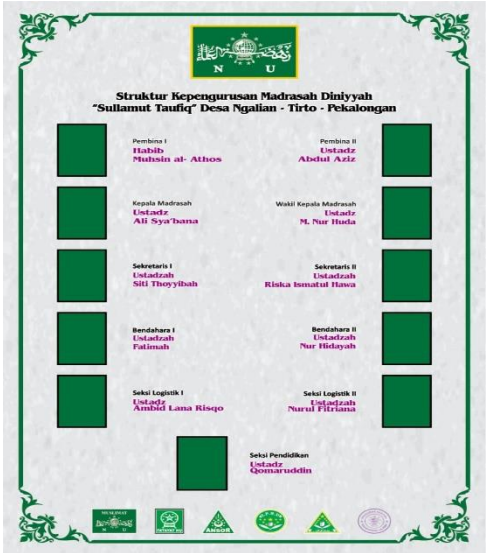 N U
Struktur Kepengurusan Madrasah Diniyyah
"Sullamut Taufiq" Desa Ngalian - Tirto - Pekalongan
Pembina I
Habib
Muhsin al- Athos
Pembina II
Ustadz
Abdul Aziz
Kepala Madrasah
Ustadz
Ali Sya'bana
Wakil Kepala Madrasah
Ustadz
M. Nur Huda
Sekretaris I
Ustadzah
Siti Thoyyibah
Sekretaris II
Ustadzah
Riska Ismatul Hawa
Bendahara I
Ustadzah
Fatimah
Bendahara II
Ustadzah
Nur Hidayah
Seksi Logistik I
Ustadz
Ambid Lana Risqo
Seksi Logistik II
Ustadzah
Nurul Fitriana
Seksi Pendidikan
Ustadz
Qomaruddin
MUSLIMAT
NU
ANSOR